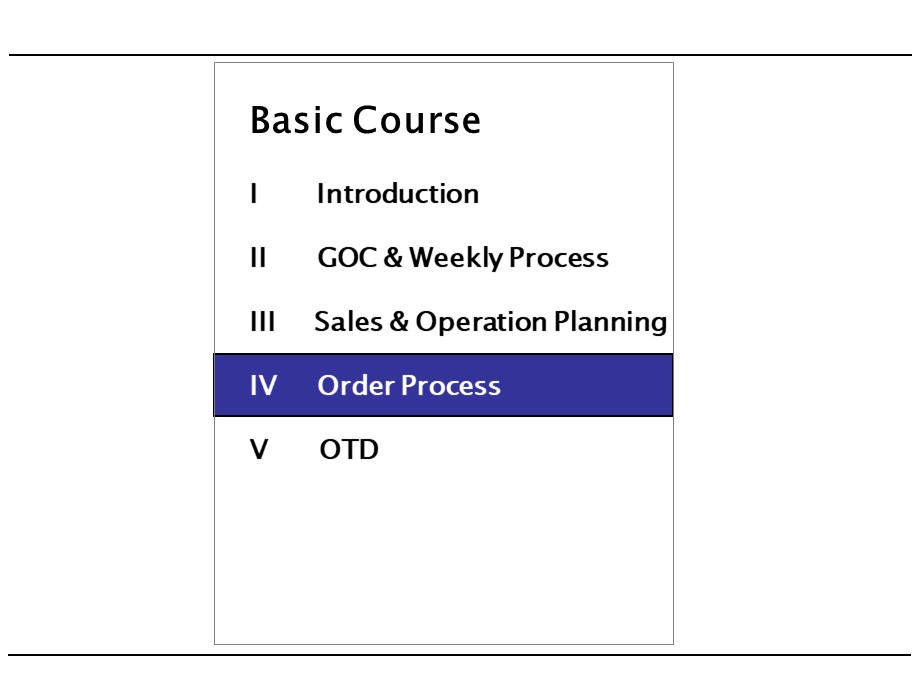 Basic Course
I Introduction
II GOC & Weekly Process
III Sales & Operation Planning
IV Order Process
V OTD